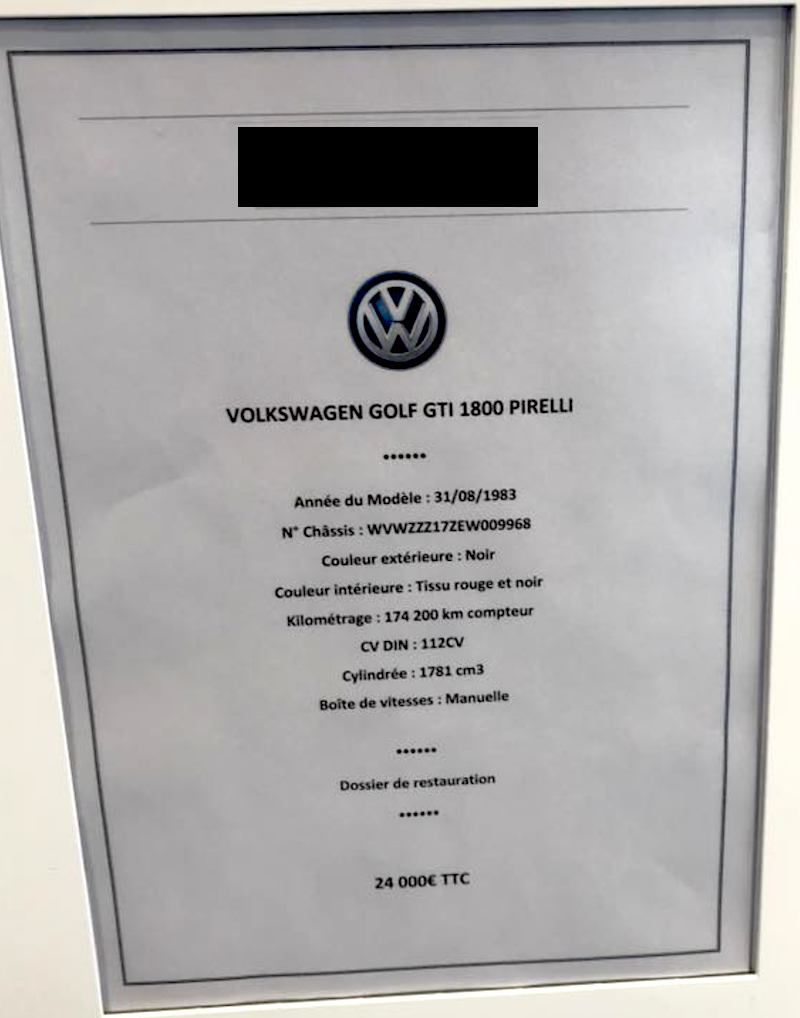 VOLKSWAGEN GOLF GTI 1800 PIRELLI
••••••
Année du Modèle : 31/08/1983
N° Châssis : WVWZZZ17ZEW009968
Couleur extérieure : Noir
Couleur intérieure : Tissu rouge et noir
Kilométrage : 174 200 km compteur
CV DIN : 112CV
Cylindrée : 1781 cm3
Boîte de vitesses : Manuelle
••••••
Dossier de restauration
••••••
24 000€ TTC